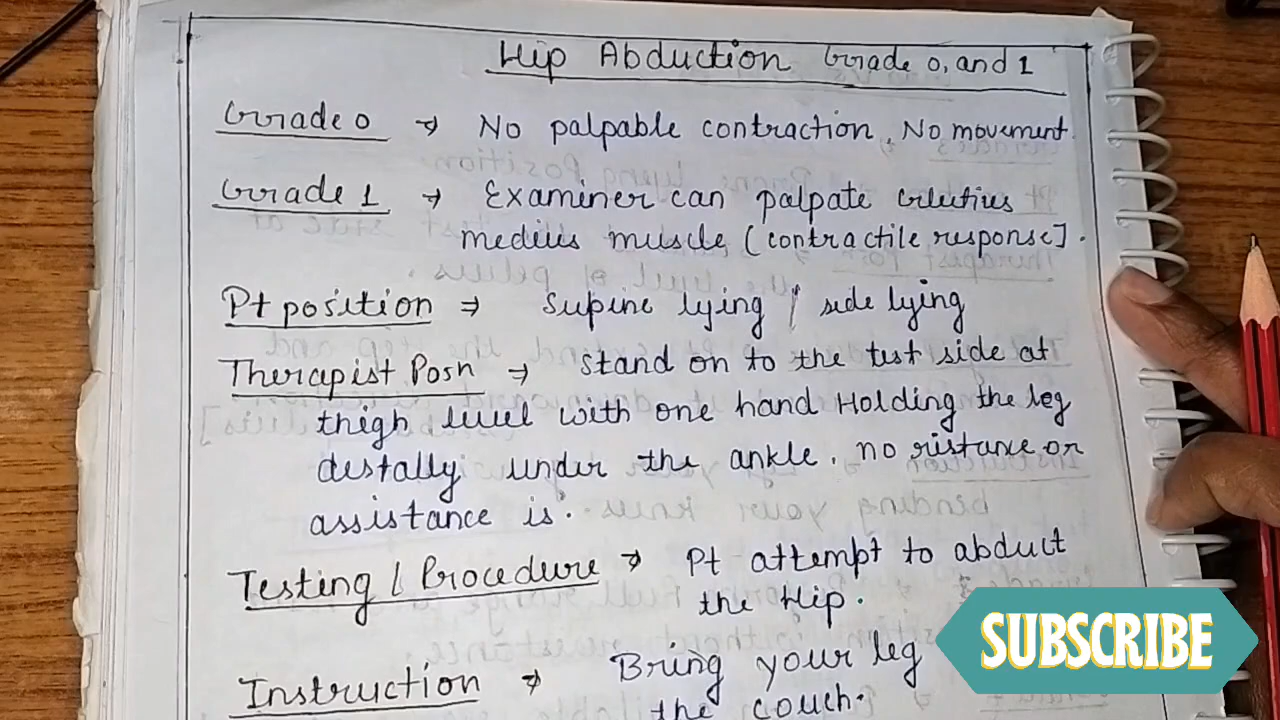 Hip Abduction Grade 0, and 1
Grade 0 → No palpable contraction, No movement.
Grade 1 → Examiner can palpate Glutius
medius muscle (contractile response].
Pt position ⇒ Supine lying / side lying
Therapist Posn → Stand on to the test side at
thigh level with one hand Holding the leg
distally under the ankle. no ristance or
assistance is.
Testing / Procedure → Pt attempt to abduct
the Hip.
Instruction → Bring your leg
the couch.
SUBSCRIBE